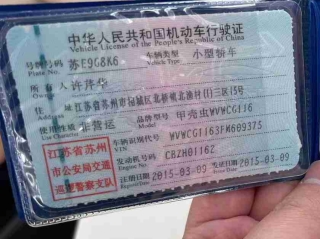 中华人民共和国机动车行驶证
Vehicle License of the People's Republic of China
号牌号码 苏E9G8K6 车辆类型 小型轿车
Plate No. Vehicle Type
所有人 许萍华
Owner
住址 江苏省苏州市相城区北桥镇北渔村(1)三区15号
使用性质 非营运 品牌型号 甲壳虫WVWCG116
Use Character Model
车辆识别代号 WVWCG1163FM609375
VIN
江苏省苏州
市公安局交通
巡逻警察支队
发动机号码 CBZH01162
Engine No.
注册日期 2015-03-09 发证日期 2015-03-09
Register Date Issue Date